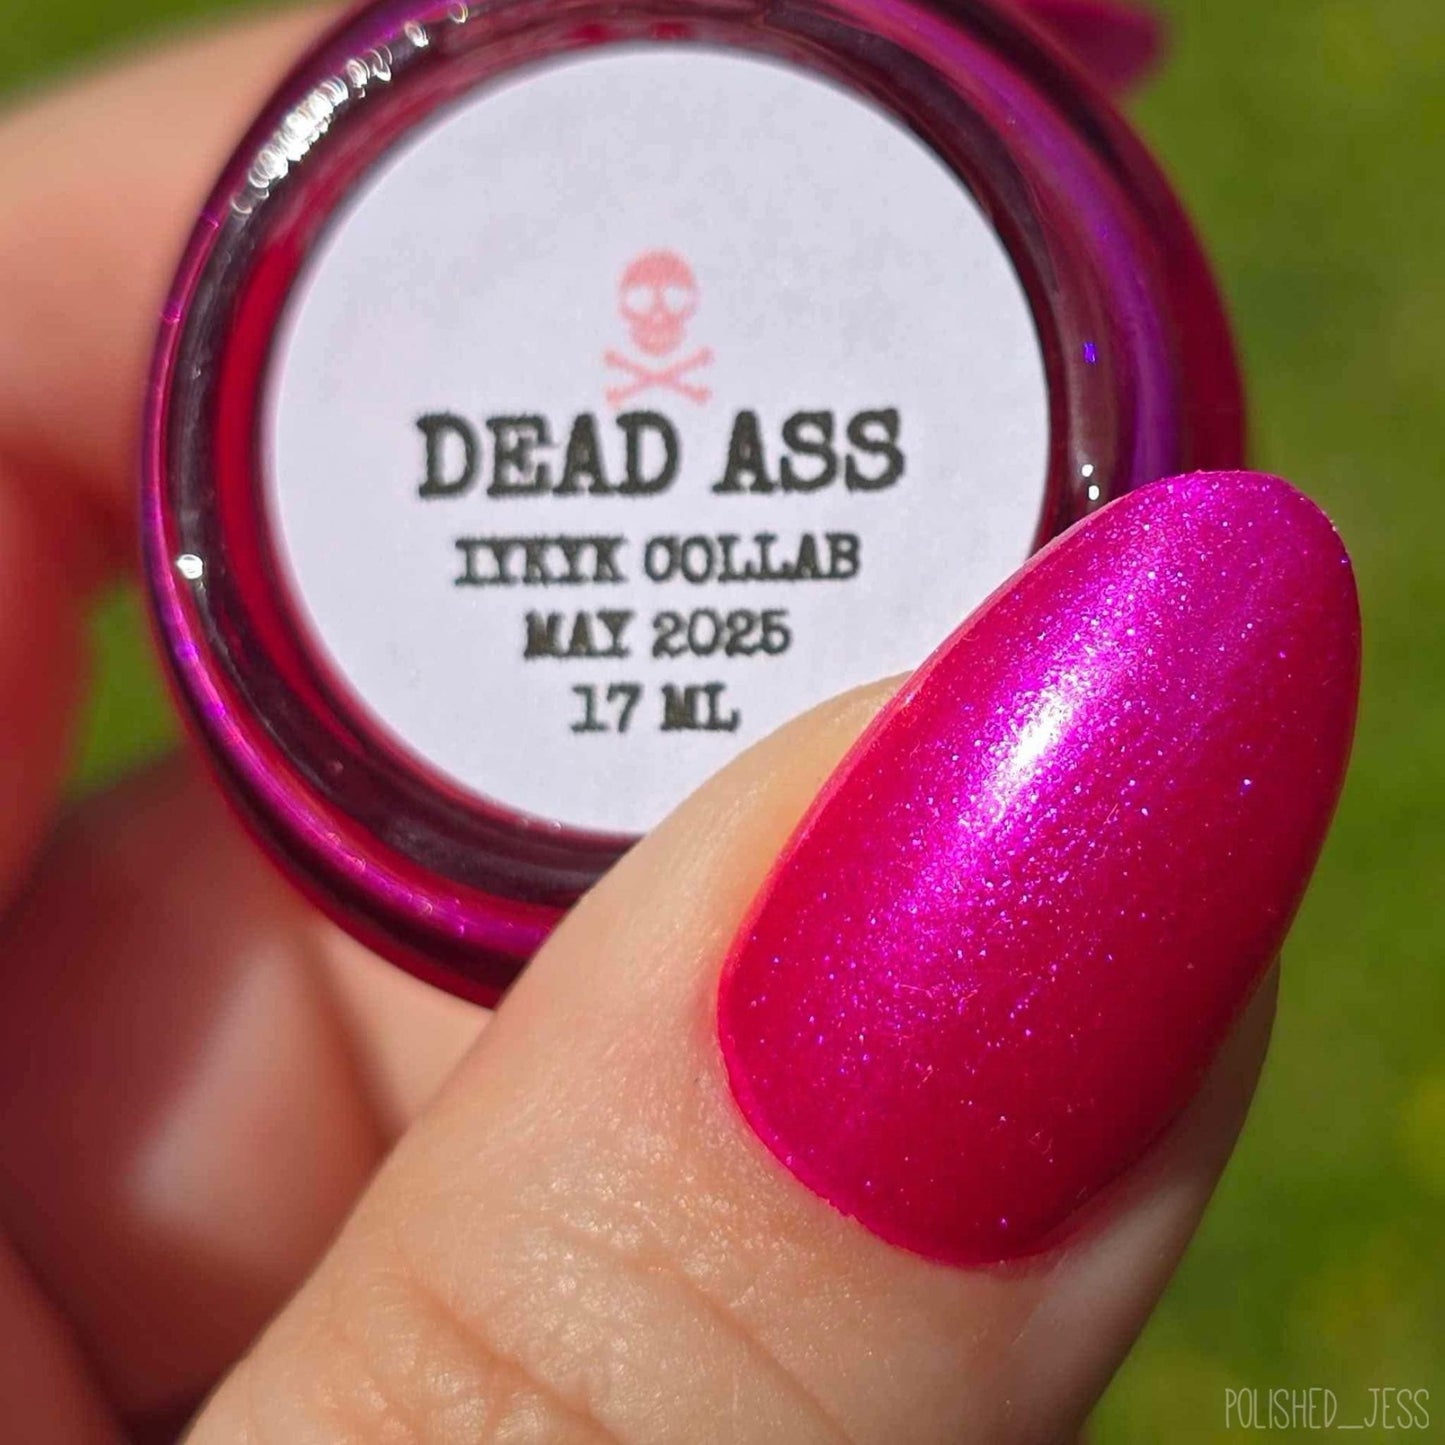 DEAD ASS
IYKYK COLLAB
MAY 2025
17 ML
POLISHED_JESS